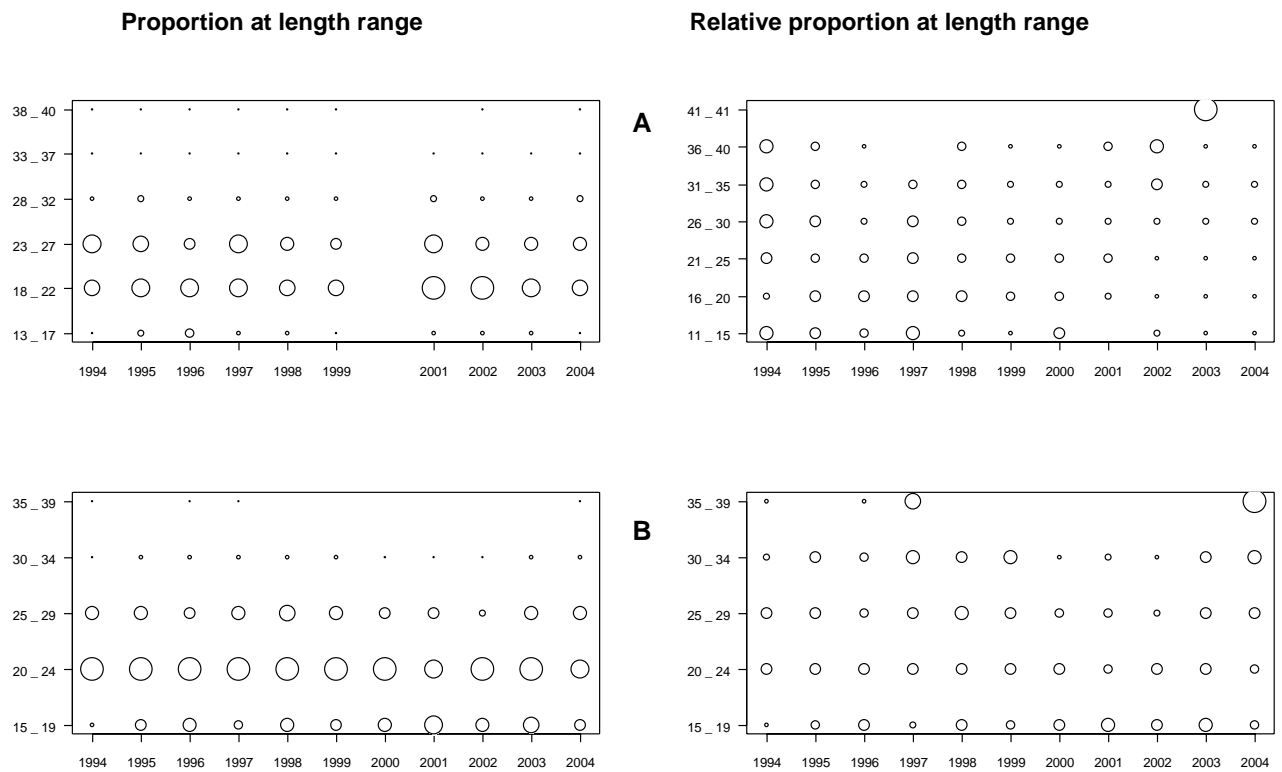 Proportion at length range
Relative proportion at length range
A
38 _ 40
33 _ 37
28 _ 32
23 _ 27
18 _ 22
13 _ 17
1994 1995 1996 1997 1998 1999 2001 2002 2003 2004
41 _ 41
36 _ 40
31 _ 35
26 _ 30
21 _ 25
16 _ 20
11 _ 15
1994 1995 1996 1997 1998 1999 2000 2001 2002 2003 2004
B
35 _ 39
30 _ 34
25 _ 29
20 _ 24
15 _ 19
1994 1995 1996 1997 1998 1999 2000 2001 2002 2003 2004
35 _ 39
30 _ 34
25 _ 29
20 _ 24
15 _ 19
1994 1995 1996 1997 1998 1999 2000 2001 2002 2003 2004